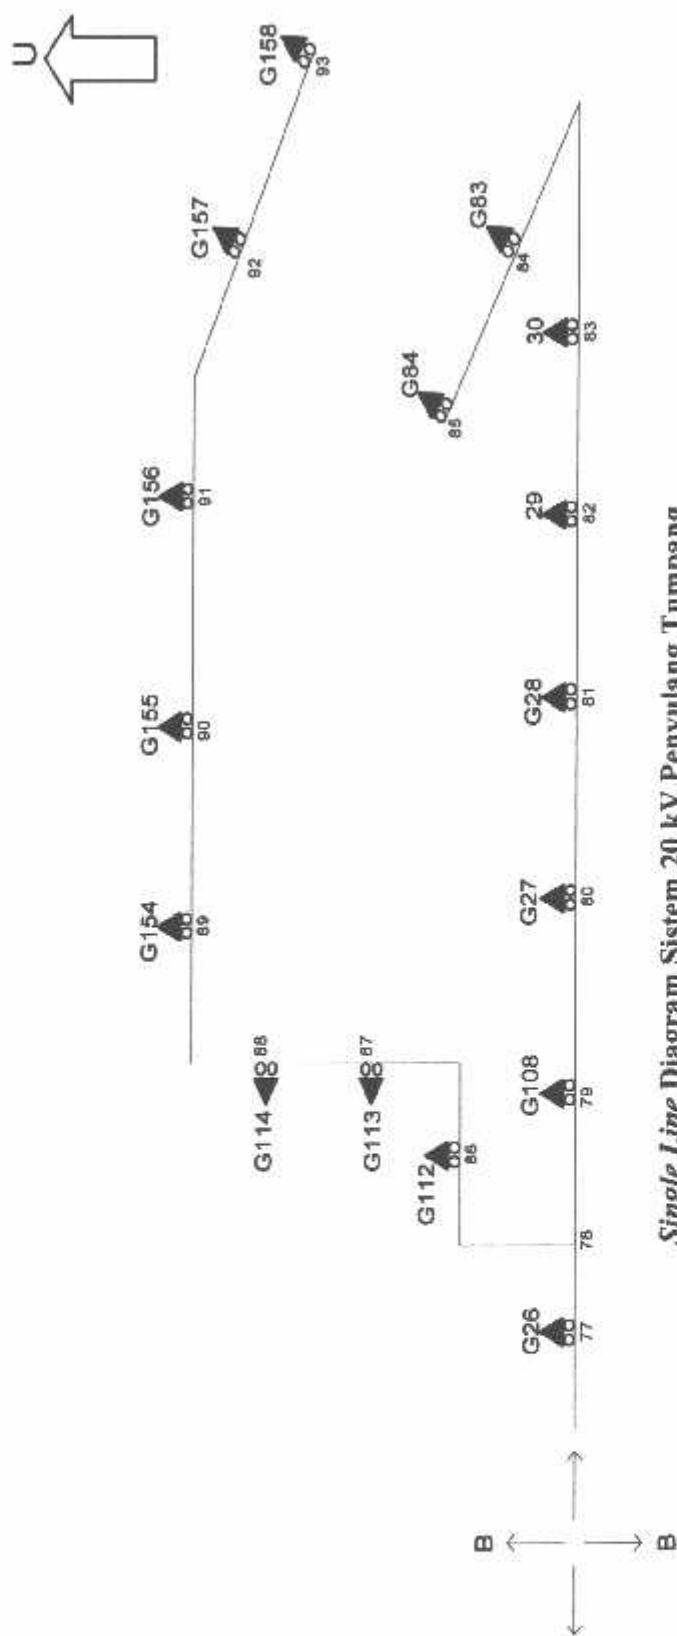 U
G158
93
G157
92
G156
91
G155
90
G154
89
G114
88
G113
87
G112
86
G84
85
G83
84
30
83
29
82
G28
81
G27
80
G108
79
78
G26
77
B
B
Single Line Diagram Sistem 20 kV Penyulang Tumpang